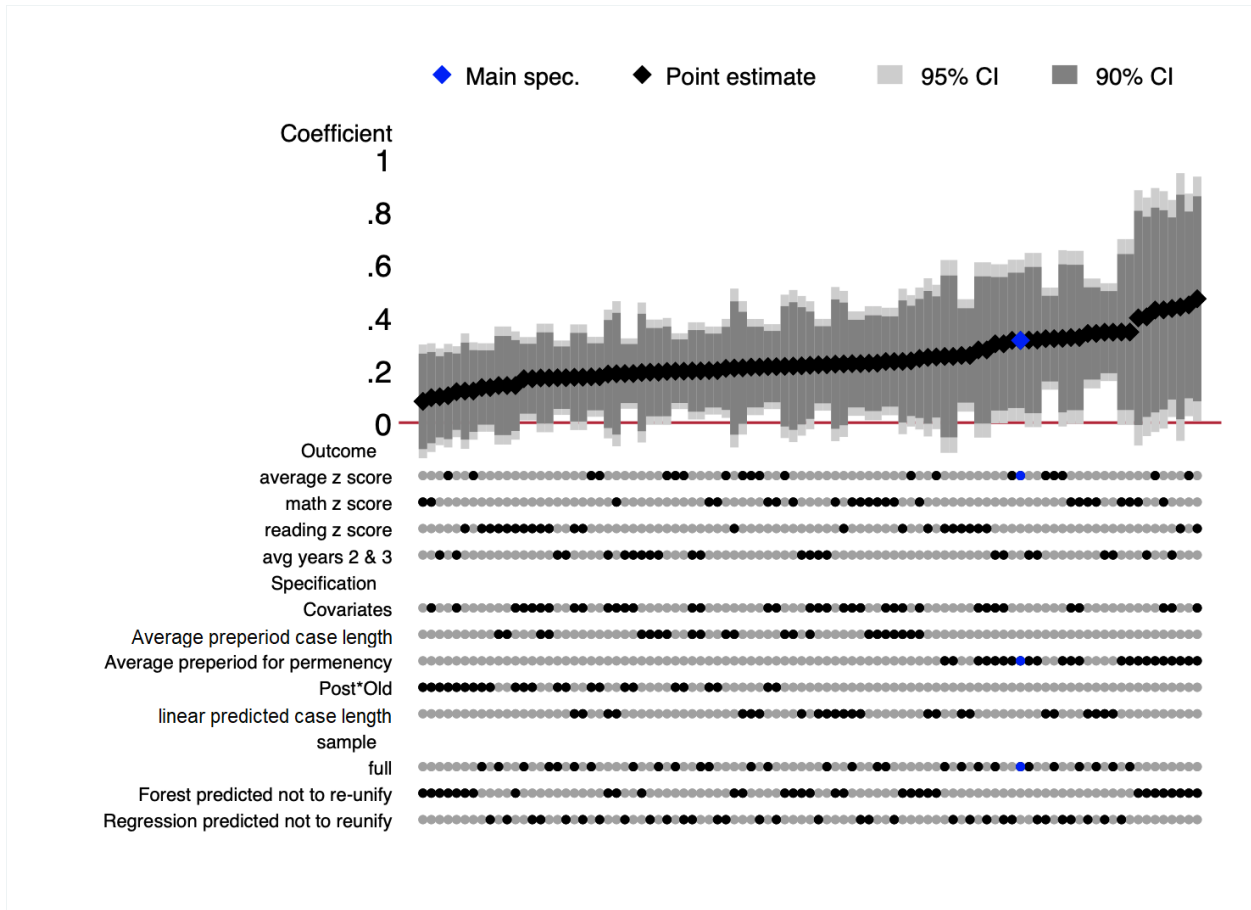 Main spec. Point estimate 95% CI 90% CI
Coefficient
1
.8
.6
.4
.2
0
Outcome
average z score
math z score
reading z score
avg years 2 & 3
Specification
Covariates
Average preperiod case length
Average preperiod for permenency
Post*Old
linear predicted case length
sample
full
Forest predicted not to re-unify
Regression predicted not to reunify